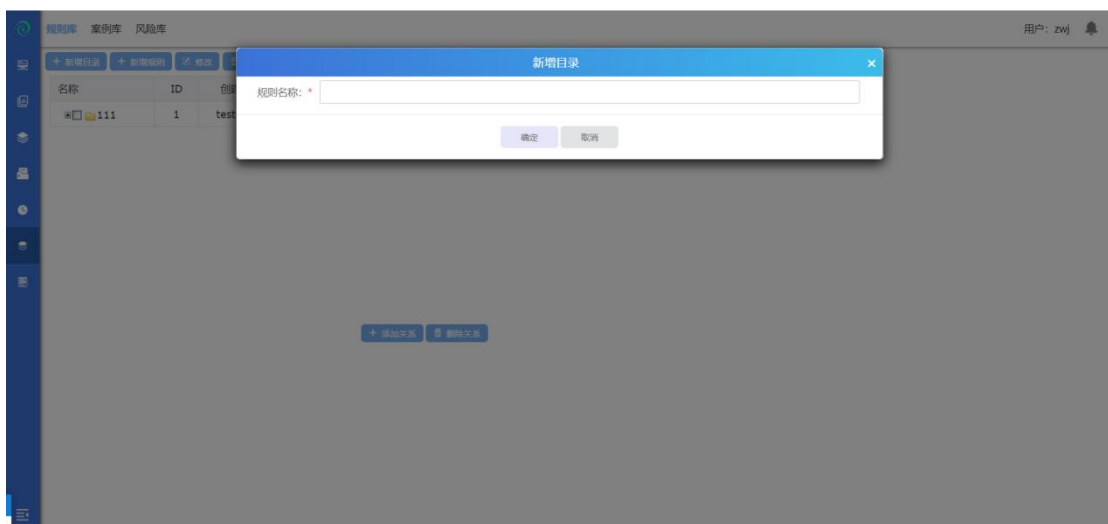 规则库 案例库 风险库 用户: zwj
+ 新增目录 + 新增规则 修改
新增目录 ×
名称 ID 创建
规则名称: *
111 1 test
确定 取消
+ 添加关系 删除关系